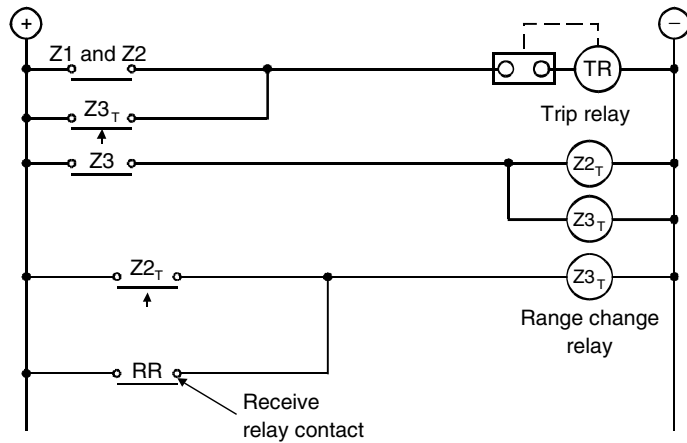 + −
Z1 and Z2
TR
Z3T
Trip relay
Z3
Z2T
Z3T
Z2T
Z3T
Range change
relay
RR
Receive
relay contact